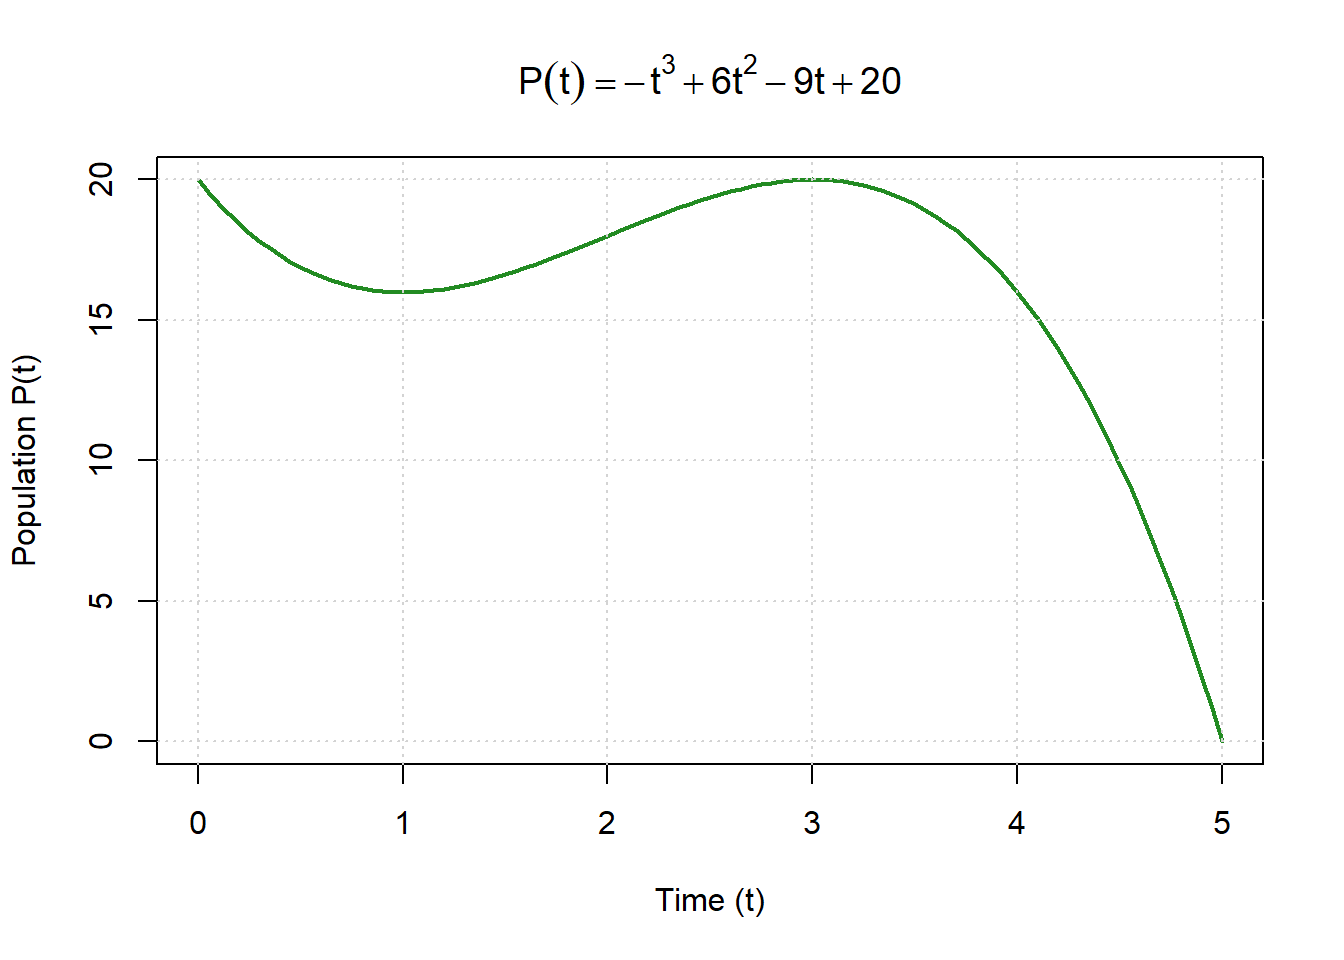 P(t) = −t³ + 6t² − 9t + 20
20
15
10
5
0
Population P(t)
0 1 2 3 4 5
Time (t)